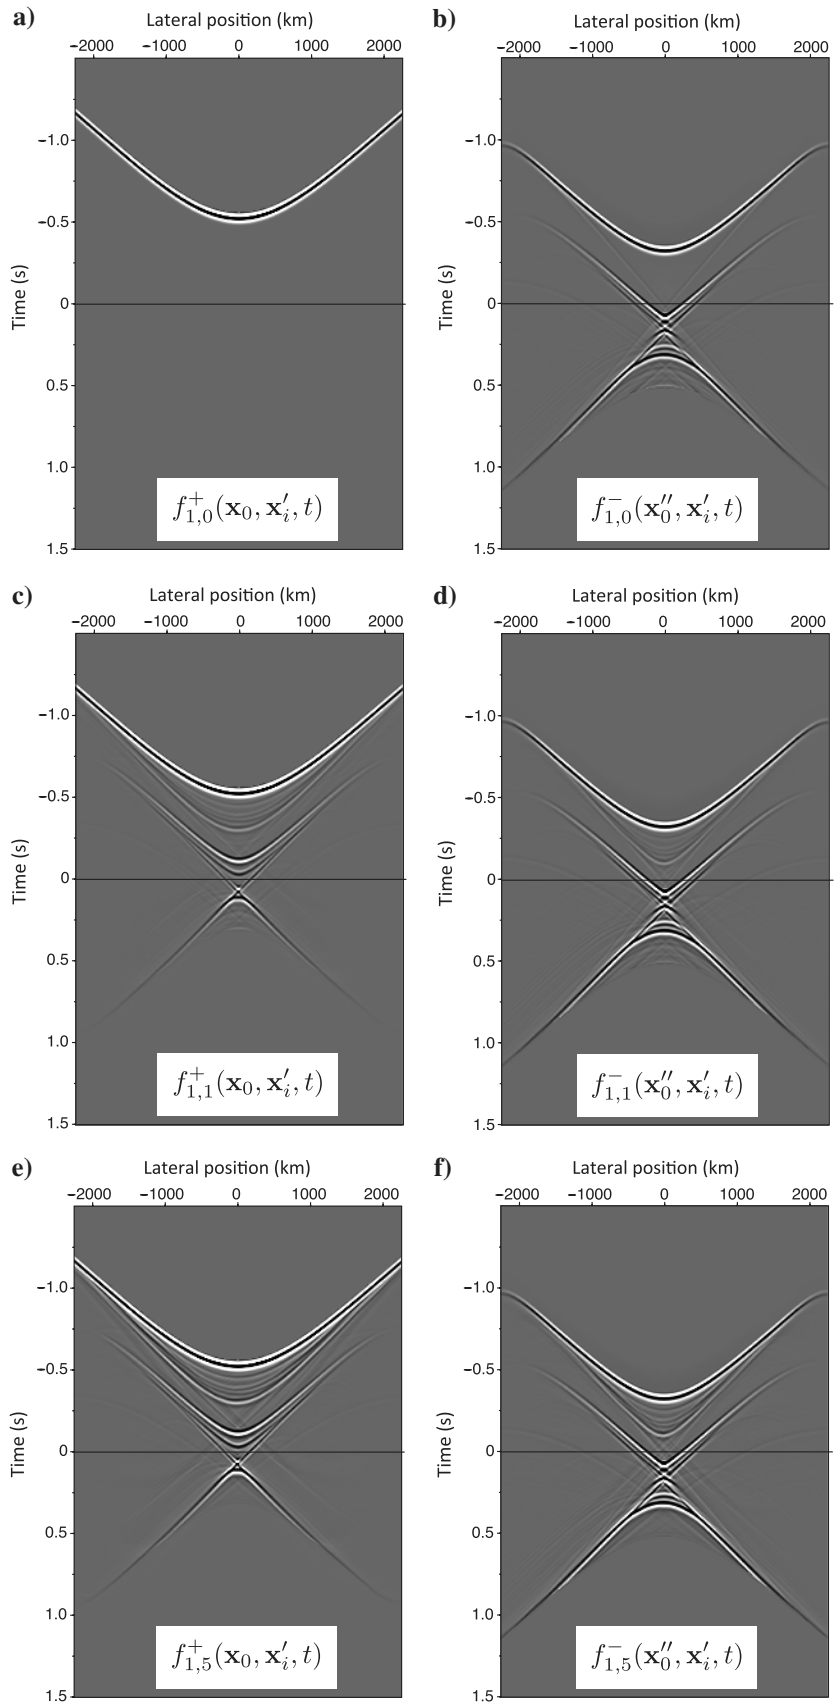 a)
Lateral position (km)
−2000 −1000 0 1000 2000
Time (s)
−1.0
−0.5
0
0.5
1.0
1.5
f⁺₁,₀(x₀, x′ᵢ, t)
b)
Lateral position (km)
−2000 −1000 0 1000 2000
Time (s)
−1.0
−0.5
0
0.5
1.0
1.5
f⁻₁,₀(x″₀, x′ᵢ, t)
c)
Lateral position (km)
−2000 −1000 0 1000 2000
Time (s)
−1.0
−0.5
0
0.5
1.0
1.5
f⁺₁,₁(x₀, x′ᵢ, t)
d)
Lateral position (km)
−2000 −1000 0 1000 2000
Time (s)
−1.0
−0.5
0
0.5
1.0
1.5
f⁻₁,₁(x″₀, x′ᵢ, t)
e)
Lateral position (km)
−2000 −1000 0 1000 2000
Time (s)
−1.0
−0.5
0
0.5
1.0
1.5
f⁺₁,₅(x₀, x′ᵢ, t)
f)
Lateral position (km)
−2000 −1000 0 1000 2000
Time (s)
−1.0
−0.5
0
0.5
1.0
1.5
f⁻₁,₅(x″₀, x′ᵢ, t)